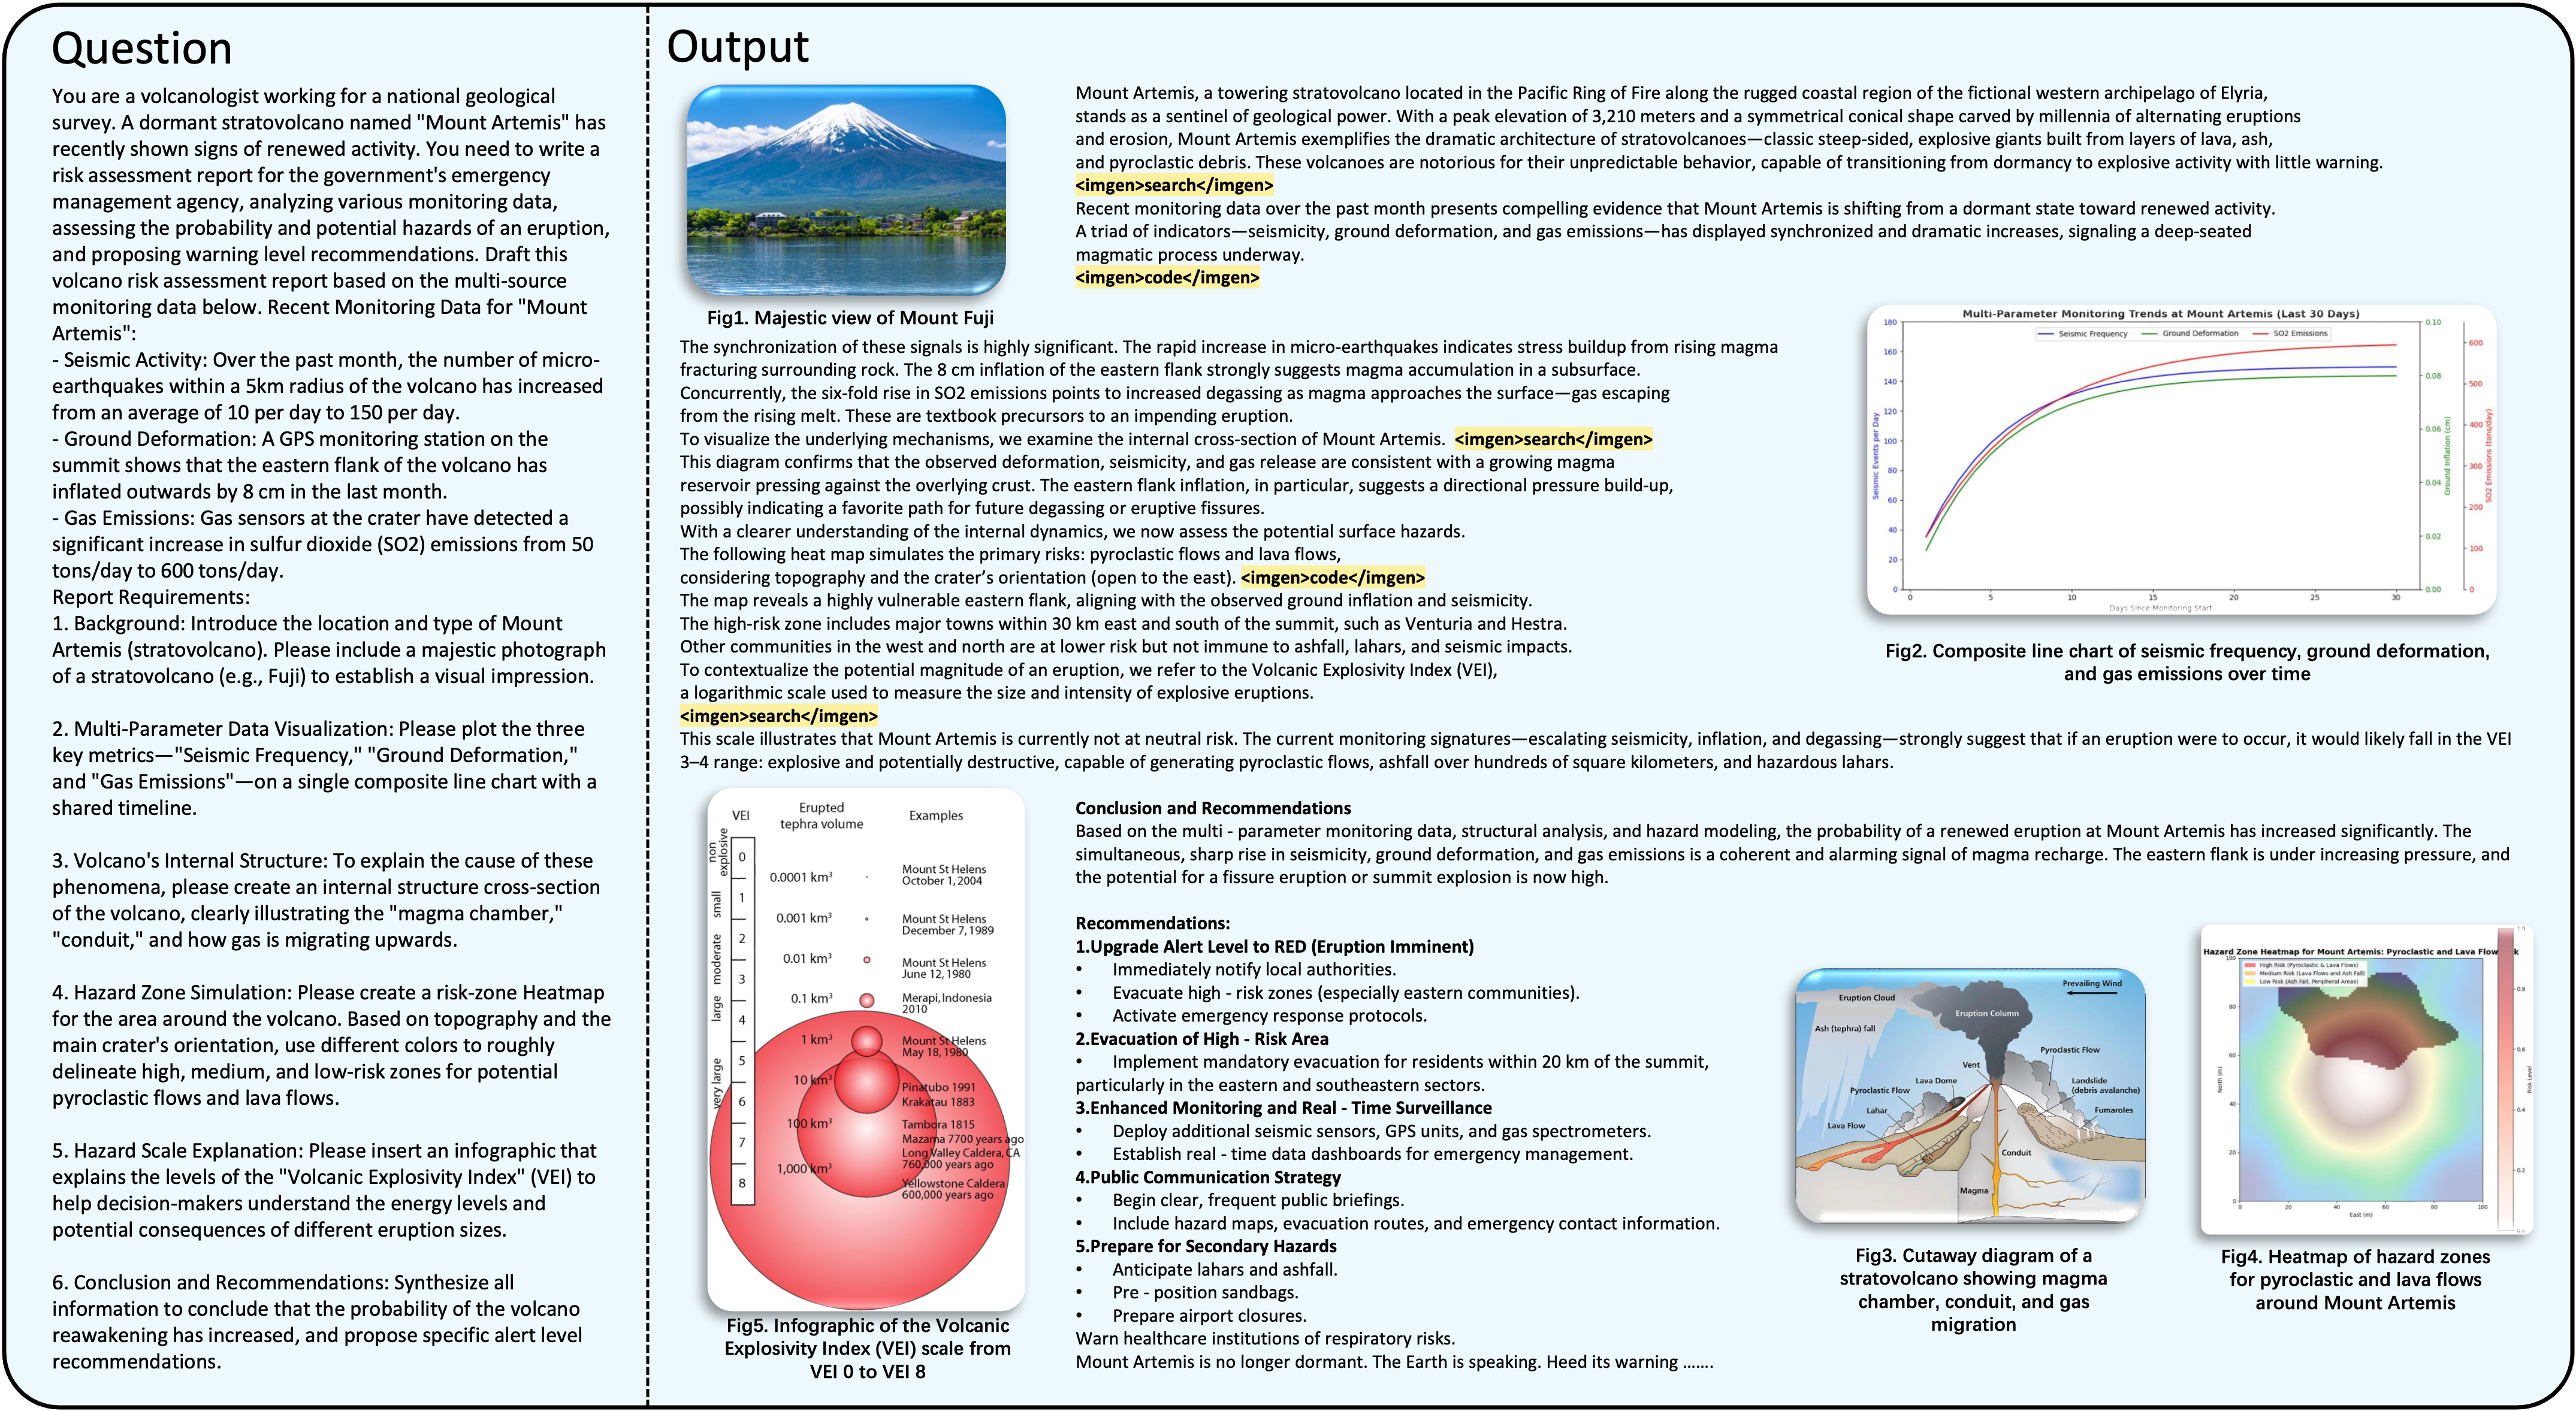 Question
You are a volcanologist working for a national geological
survey. A dormant stratovolcano named "Mount Artemis" has
recently shown signs of renewed activity. You need to write a
risk assessment report for the government's emergency
management agency, analyzing various monitoring data,
assessing the probability and potential hazards of an eruption,
and proposing warning level recommendations. Draft this
volcano risk assessment report based on the multi-source
monitoring data below. Recent Monitoring Data for "Mount
Artemis":
- Seismic Activity: Over the past month, the number of micro-
earthquakes within a 5km radius of the volcano has increased
from an average of 10 per day to 150 per day.
- Ground Deformation: A GPS monitoring station on the
summit shows that the eastern flank of the volcano has
inflated outwards by 8 cm in the last month.
- Gas Emissions: Gas sensors at the crater have detected a
significant increase in sulfur dioxide (SO2) emissions from 50
tons/day to 600 tons/day.
Report Requirements:
1. Background: Introduce the location and type of Mount
Artemis (stratovolcano). Please include a majestic photograph
of a stratovolcano (e.g., Fuji) to establish a visual impression.
2. Multi-Parameter Data Visualization: Please plot the three
key metrics—"Seismic Frequency," "Ground Deformation,"
and "Gas Emissions"—on a single composite line chart with a
shared timeline.
3. Volcano's Internal Structure: To explain the cause of these
phenomena, please create an internal structure cross-section
of the volcano, clearly illustrating the "magma chamber,"
"conduit," and how gas is migrating upwards.
4. Hazard Zone Simulation: Please create a risk-zone Heatmap
for the area around the volcano. Based on topography and the
main crater's orientation, use different colors to roughly
delineate high, medium, and low-risk zones for potential
pyroclastic flows and lava flows.
5. Hazard Scale Explanation: Please insert an infographic that
explains the levels of the "Volcanic Explosivity Index" (VEI) to
help decision-makers understand the energy levels and
potential consequences of different eruption sizes.
6. Conclusion and Recommendations: Synthesize all
information to conclude that the probability of the volcano
reawakening has increased, and propose specific alert level
recommendations.
Output
Fig1. Majestic view of Mount Fuji
Mount Artemis, a towering stratovolcano located in the Pacific Ring of Fire along the rugged coastal region of the fictional western archipelago of Elyria,
stands as a sentinel of geological power. With a peak elevation of 3,210 meters and a symmetrical conical shape carved by millennia of alternating eruptions
and erosion, Mount Artemis exemplifies the dramatic architecture of stratovolcanoes—classic steep-sided, explosive giants built from layers of lava, ash,
and pyroclastic debris. These volcanoes are notorious for their unpredictable behavior, capable of transitioning from dormancy to explosive activity with little warning.
<imgen>search</imgen>
Recent monitoring data over the past month presents compelling evidence that Mount Artemis is shifting from a dormant state toward renewed activity.
A triad of indicators—seismicity, ground deformation, and gas emissions—has displayed synchronized and dramatic increases, signaling a deep-seated
magmatic process underway.
<imgen>code</imgen>
The synchronization of these signals is highly significant. The rapid increase in micro-earthquakes indicates stress buildup from rising magma
fracturing surrounding rock. The 8 cm inflation of the eastern flank strongly suggests magma accumulation in a subsurface.
Concurrently, the six-fold rise in SO2 emissions points to increased degassing as magma approaches the surface—gas escaping
from the rising melt. These are textbook precursors to an impending eruption.
To visualize the underlying mechanisms, we examine the internal cross-section of Mount Artemis. <imgen>search</imgen>
This diagram confirms that the observed deformation, seismicity, and gas release are consistent with a growing magma
reservoir pressing against the overlying crust. The eastern flank inflation, in particular, suggests a directional pressure build-up,
possibly indicating a favorite path for future degassing or eruptive fissures.
With a clearer understanding of the internal dynamics, we now assess the potential surface hazards.
The following heat map simulates the primary risks: pyroclastic flows and lava flows,
considering topography and the crater's orientation (open to the east). <imgen>code</imgen>
The map reveals a highly vulnerable eastern flank, aligning with the observed ground inflation and seismicity.
The high-risk zone includes major towns within 30 km east and south of the summit, such as Venturia and Hestra.
Other communities in the west and north are at lower risk but not immune to ashfall, lahars, and seismic impacts.
To contextualize the potential magnitude of an eruption, we refer to the Volcanic Explosivity Index (VEI),
a logarithmic scale used to measure the size and intensity of explosive eruptions.
<imgen>search</imgen>
This scale illustrates that Mount Artemis is currently not at neutral risk. The current monitoring signatures—escalating seismicity, inflation, and degassing—strongly suggest that if an eruption were to occur, it would likely fall in the VEI
3–4 range: explosive and potentially destructive, capable of generating pyroclastic flows, ashfall over hundreds of square kilometers, and hazardous lahars.
Multi-Parameter Monitoring Trends at Mount Artemis (Last 30 Days)
Seismic Frequency Ground Deformation SO2 Emissions
Seismic Events per Day
0 20 40 60 80 100 120 140 160 180
Ground Inflation (cm)
0.00 0.02 0.04 0.06 0.08 0.10
SO2 Emissions (tons/day)
0 100 200 300 400 500 600
0 5 10 15 20 25 30
Days Since Monitoring Start
Fig2. Composite line chart of seismic frequency, ground deformation,
and gas emissions over time
VEI
Erupted
tephra volume
Examples
non
explosive
small
moderate
large
very large
0
1
2
3
4
5
6
7
8
0.0001 km³
0.001 km³
0.01 km³
0.1 km³
1 km³
10 km³
100 km³
1,000 km³
Mount St Helens
October 1, 2004
Mount St Helens
December 7, 1989
Mount St Helens
June 12, 1980
Merapi, Indonesia
2010
Mount St Helens
May 18, 1980
Pinatubo 1991
Krakatau 1883
Tambora 1815
Mazama 7700 years ago
Long Valley Caldera, CA
760,000 years ago
Yellowstone Caldera
600,000 years ago
Fig5. Infographic of the Volcanic
Explosivity Index (VEI) scale from
VEI 0 to VEI 8
Conclusion and Recommendations
Based on the multi - parameter monitoring data, structural analysis, and hazard modeling, the probability of a renewed eruption at Mount Artemis has increased significantly. The
simultaneous, sharp rise in seismicity, ground deformation, and gas emissions is a coherent and alarming signal of magma recharge. The eastern flank is under increasing pressure, and
the potential for a fissure eruption or summit explosion is now high.
Recommendations:
1.Upgrade Alert Level to RED (Eruption Imminent)
• Immediately notify local authorities.
• Evacuate high - risk zones (especially eastern communities).
• Activate emergency response protocols.
2.Evacuation of High - Risk Area
• Implement mandatory evacuation for residents within 20 km of the summit,
particularly in the eastern and southeastern sectors.
3.Enhanced Monitoring and Real - Time Surveillance
• Deploy additional seismic sensors, GPS units, and gas spectrometers.
• Establish real - time data dashboards for emergency management.
4.Public Communication Strategy
• Begin clear, frequent public briefings.
• Include hazard maps, evacuation routes, and emergency contact information.
5.Prepare for Secondary Hazards
• Anticipate lahars and ashfall.
• Pre - position sandbags.
• Prepare airport closures.
Warn healthcare institutions of respiratory risks.
Mount Artemis is no longer dormant. The Earth is speaking. Heed its warning .......
Prevailing Wind
Eruption Cloud
Eruption Column
Ash (tephra) fall
Pyroclastic Flow
Vent
Lava Dome
Pyroclastic Flow
Landslide
(debris avalanche)
Lahar
Fumaroles
Lava Flow
Conduit
Magma
Fig3. Cutaway diagram of a
stratovolcano showing magma
chamber, conduit, and gas
migration
Hazard Zone Heatmap for Mount Artemis: Pyroclastic and Lava Flow k
High Risk (Pyroclastic & Lava Flows)
Medium Risk (Lava Flows and Ash Fall)
Low Risk (Ash Fall, Peripheral Areas)
North (m)
0 20 40 60 80 100
East (m)
0 20 40 60 80 100
Risk Level
0.0 0.2 0.4 0.6 0.8 1.0
Fig4. Heatmap of hazard zones
for pyroclastic and lava flows
around Mount Artemis